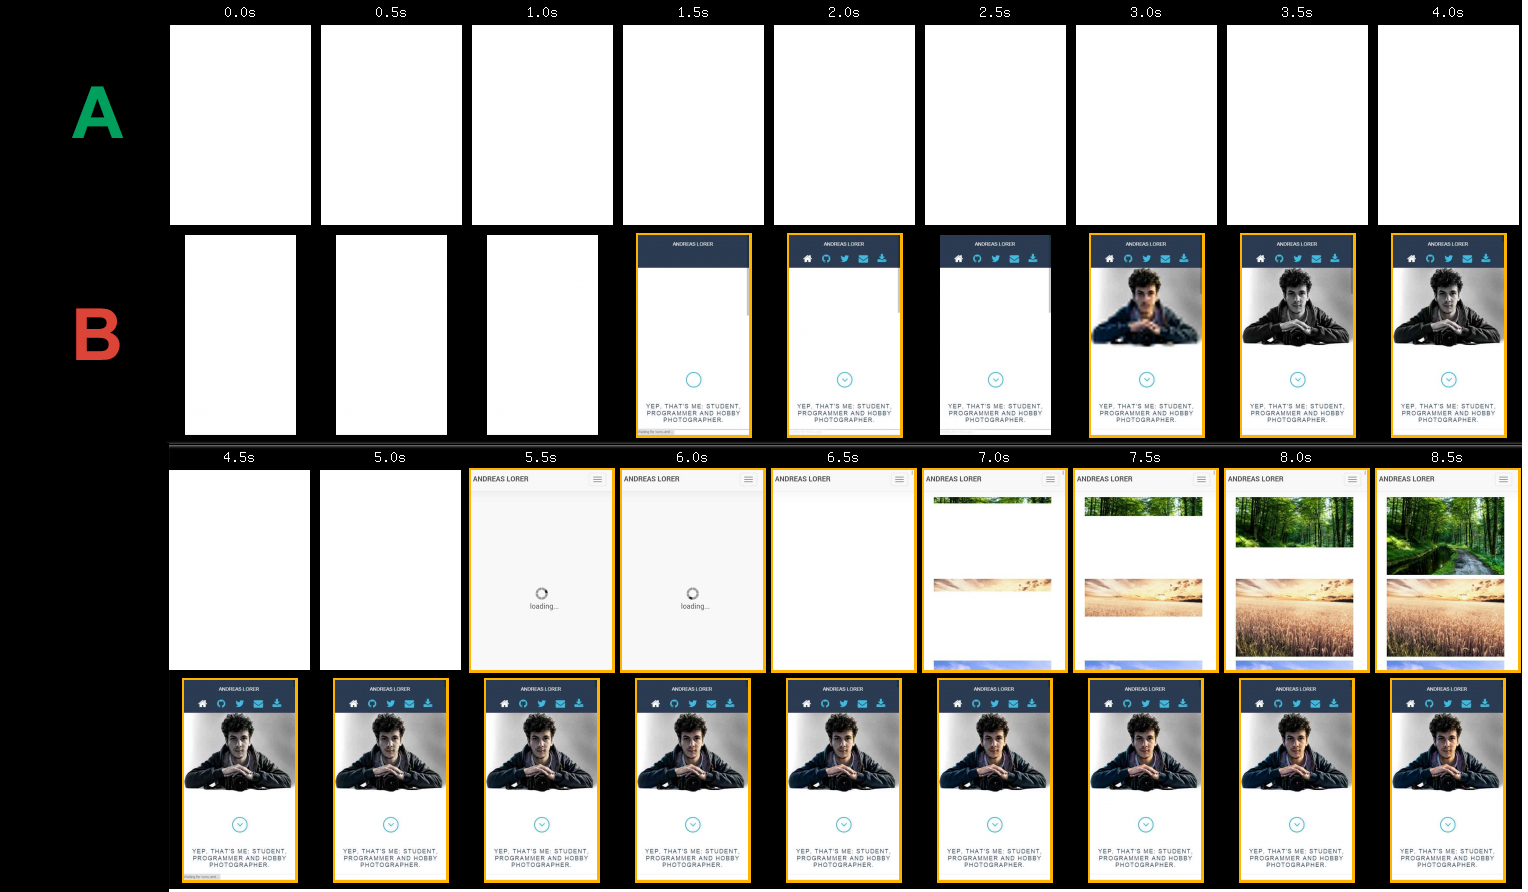 0.0s 0.5s 1.0s 1.5s 2.0s 2.5s 3.0s 3.5s 4.0s
A
B
ANDREAS LORER ANDREAS LORER ANDREAS LORER ANDREAS LORER ANDREAS LORER ANDREAS LORER
YEP, THAT'S ME: STUDENT, YEP, THAT'S ME: STUDENT, YEP, THAT'S ME: STUDENT, YEP, THAT'S ME: STUDENT, YEP, THAT'S ME: STUDENT, YEP, THAT'S ME: STUDENT,
PROGRAMMER AND HOBBY PROGRAMMER AND HOBBY PROGRAMMER AND HOBBY PROGRAMMER AND HOBBY PROGRAMMER AND HOBBY PROGRAMMER AND HOBBY
PHOTOGRAPHER. PHOTOGRAPHER. PHOTOGRAPHER. PHOTOGRAPHER. PHOTOGRAPHER. PHOTOGRAPHER.
4.5s 5.0s 5.5s 6.0s 6.5s 7.0s 7.5s 8.0s 8.5s
ANDREAS LORER ANDREAS LORER ANDREAS LORER ANDREAS LORER ANDREAS LORER ANDREAS LORER ANDREAS LORER
loading... loading...
ANDREAS LORER ANDREAS LORER ANDREAS LORER ANDREAS LORER ANDREAS LORER ANDREAS LORER ANDREAS LORER ANDREAS LORER ANDREAS LORER
YEP, THAT'S ME: STUDENT, YEP, THAT'S ME: STUDENT, YEP, THAT'S ME: STUDENT, YEP, THAT'S ME: STUDENT, YEP, THAT'S ME: STUDENT, YEP, THAT'S ME: STUDENT, YEP, THAT'S ME: STUDENT, YEP, THAT'S ME: STUDENT, YEP, THAT'S ME: STUDENT,
PROGRAMMER AND HOBBY PROGRAMMER AND HOBBY PROGRAMMER AND HOBBY PROGRAMMER AND HOBBY PROGRAMMER AND HOBBY PROGRAMMER AND HOBBY PROGRAMMER AND HOBBY PROGRAMMER AND HOBBY PROGRAMMER AND HOBBY
PHOTOGRAPHER. PHOTOGRAPHER. PHOTOGRAPHER. PHOTOGRAPHER. PHOTOGRAPHER. PHOTOGRAPHER. PHOTOGRAPHER. PHOTOGRAPHER. PHOTOGRAPHER.